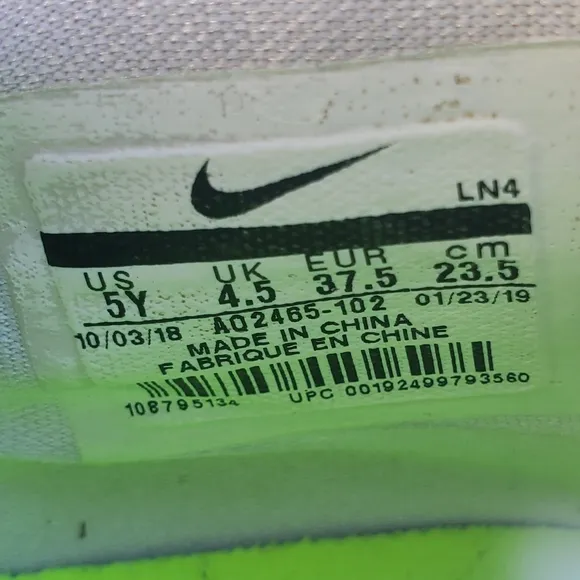 LN4
US UK EUR cm
5Y 4.5 37.5 23.5
10/03/18 AQ2465-102 01/23/19
MADE IN CHINA
FABRIQUE EN CHINE
108795134 UPC 00192499793560